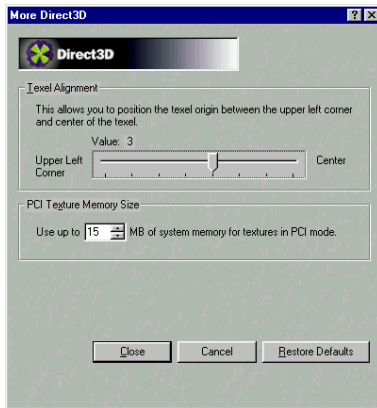 More Direct3D
Direct3D
Texel Alignment
This allows you to position the texel origin between the upper left corner
and center of the texel.
Value: 3
Upper Left
Corner
Center
PCI Texture Memory Size
Use up to 15 MB of system memory for textures in PCI mode.
Close Cancel Restore Defaults